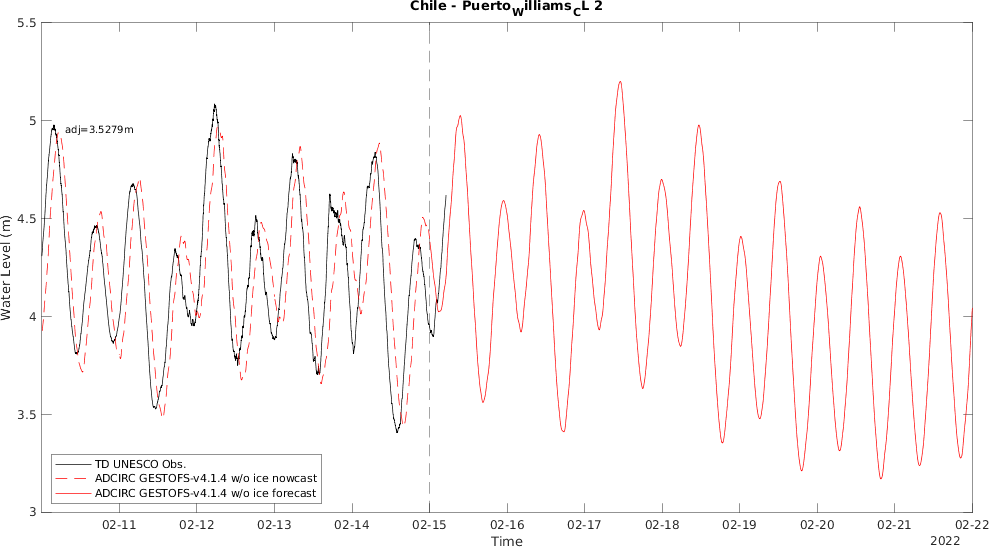 Chile - Puerto_Williams_CL 2
5.5
5
4.5
4
3.5
3
Water Level (m)
adj=3.5279m
TD UNESCO Obs.
ADCIRC GESTOFS-v4.1.4 w/o ice nowcast
ADCIRC GESTOFS-v4.1.4 w/o ice forecast
02-11 02-12 02-13 02-14 02-15 02-16 02-17 02-18 02-19 02-20 02-21 02-22
Time
2022